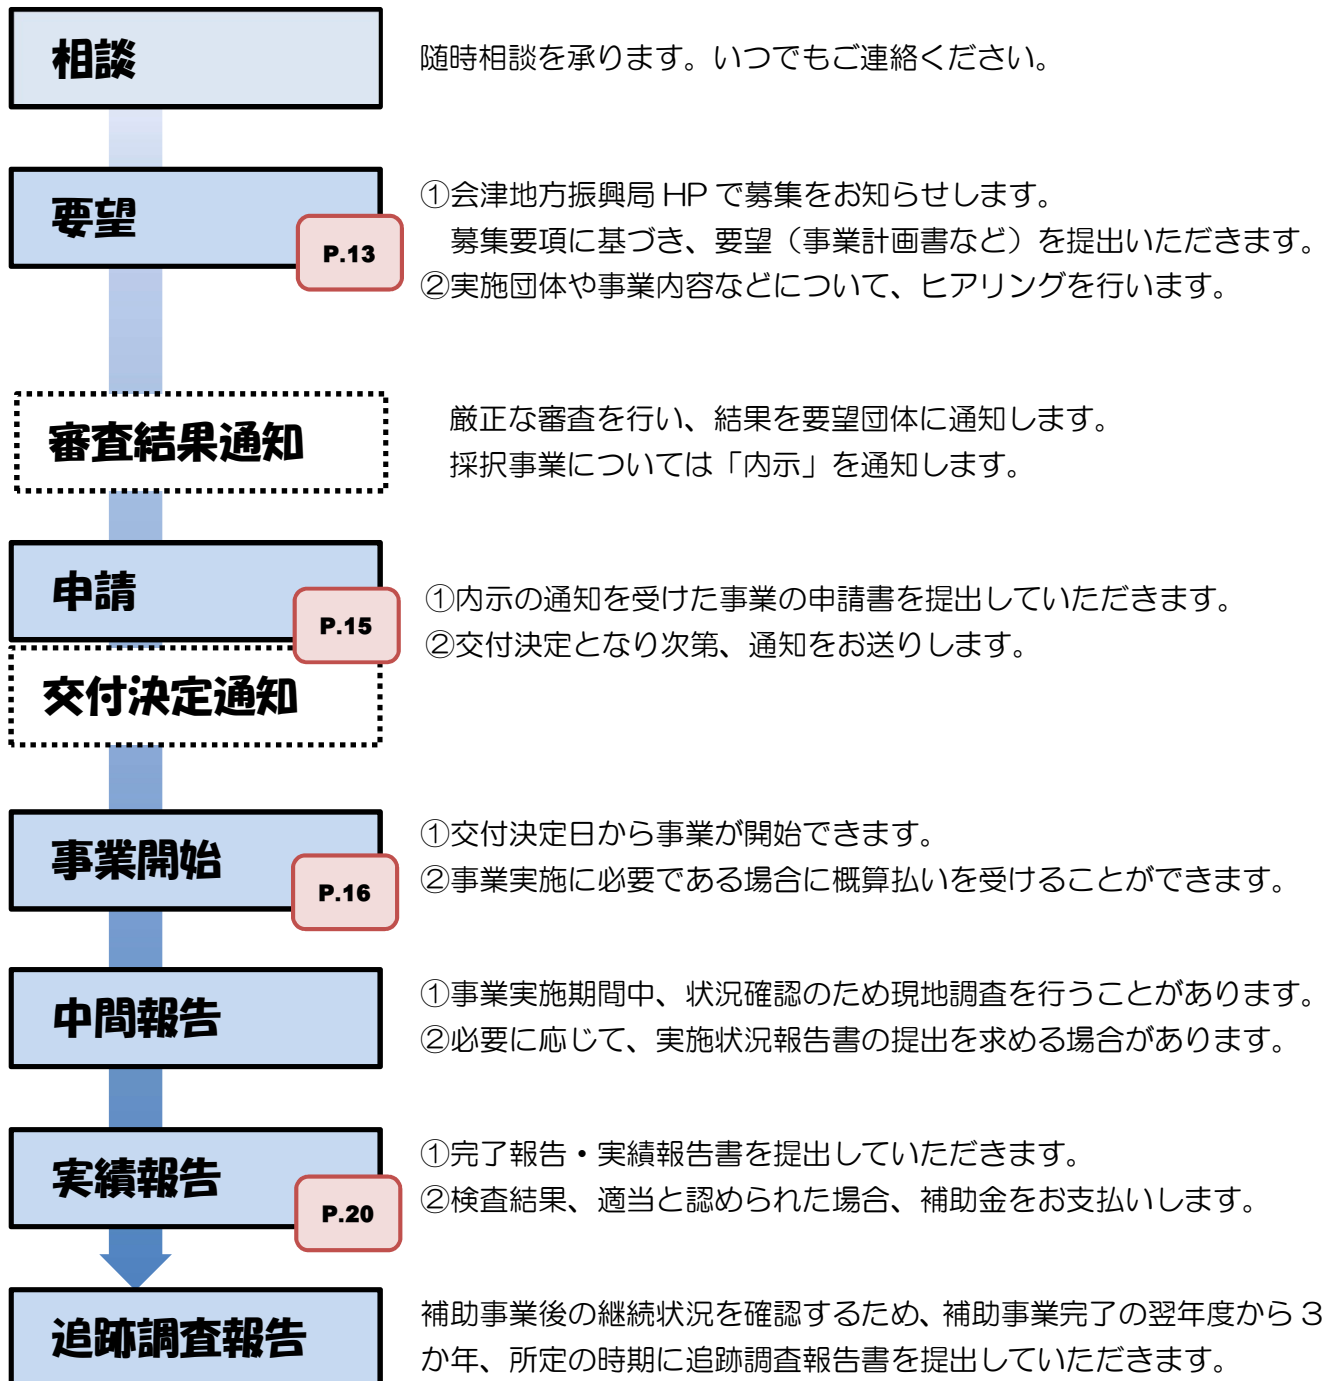 相談
随時相談を承ります。いつでもご連絡ください。
要望
P.13
①会津地方振興局 HP で募集をお知らせします。
募集要項に基づき、要望（事業計画書など）を提出いただきます。
②実施団体や事業内容などについて、ヒアリングを行います。
審査結果通知
厳正な審査を行い、結果を要望団体に通知します。
採択事業については「内示」を通知します。
申請
P.15
①内示の通知を受けた事業の申請書を提出していただきます。
②交付決定となり次第、通知をお送りします。
交付決定通知
事業開始
P.16
①交付決定日から事業が開始できます。
②事業実施に必要である場合に概算払いを受けることができます。
中間報告
①事業実施期間中、状況確認のため現地調査を行うことがあります。
②必要に応じて、実施状況報告書の提出を求める場合があります。
実績報告
P.20
①完了報告・実績報告書を提出していただきます。
②検査結果、適当と認められた場合、補助金をお支払いします。
追跡調査報告
補助事業後の継続状況を確認するため、補助事業完了の翌年度から３
か年、所定の時期に追跡調査報告書を提出していただきます。